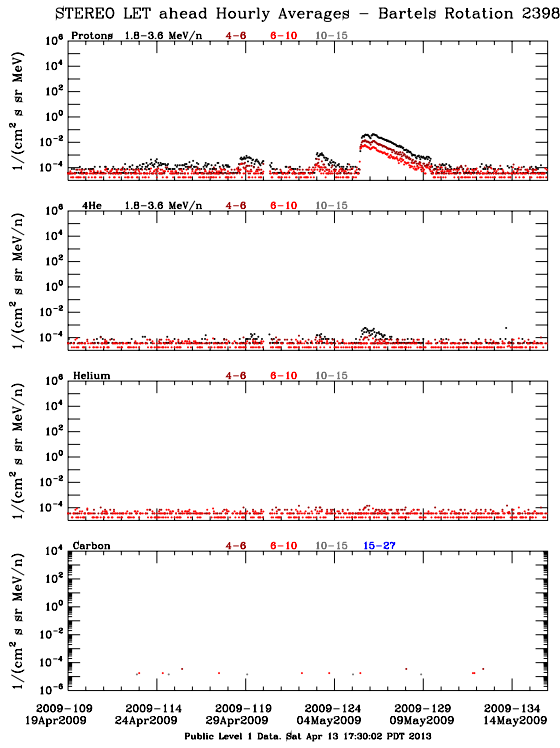 STEREO LET ahead Hourly Averages - Bartels Rotation 2398
Protons 1.8-3.6 MeV/n 4-6 6-10 10-15
10^6
10^4
10^2
10^0
10^-2
10^-4
1/(cm^2 s sr MeV)
4He 1.8-3.6 MeV/n 4-6 6-10 10-15
10^6
10^4
10^2
10^0
10^-2
10^-4
1/(cm^2 s sr MeV/n)
Helium 4-6 6-10 10-15
10^6
10^4
10^2
10^0
10^-2
10^-4
1/(cm^2 s sr MeV/n)
Carbon 4-6 6-10 10-15 15-27
10^4
10^2
10^0
10^-2
10^-4
10^-6
1/(cm^2 s sr MeV/n)
2009-109 2009-114 2009-119 2009-124 2009-129 2009-134
19Apr2009 24Apr2009 29Apr2009 04May2009 09May2009 14May2009
Public Level 1 Data. Sat Apr 13 17:30:02 PDT 2013